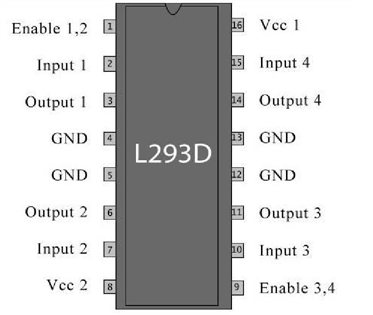 Enable 1,2 1 16 Vcc 1
Input 1 2 15 Input 4
Output 1 3 14 Output 4
GND 4 13 GND
L293D
GND 5 12 GND
Output 2 6 11 Output 3
Input 2 7 10 Input 3
Vcc 2 8 9 Enable 3,4